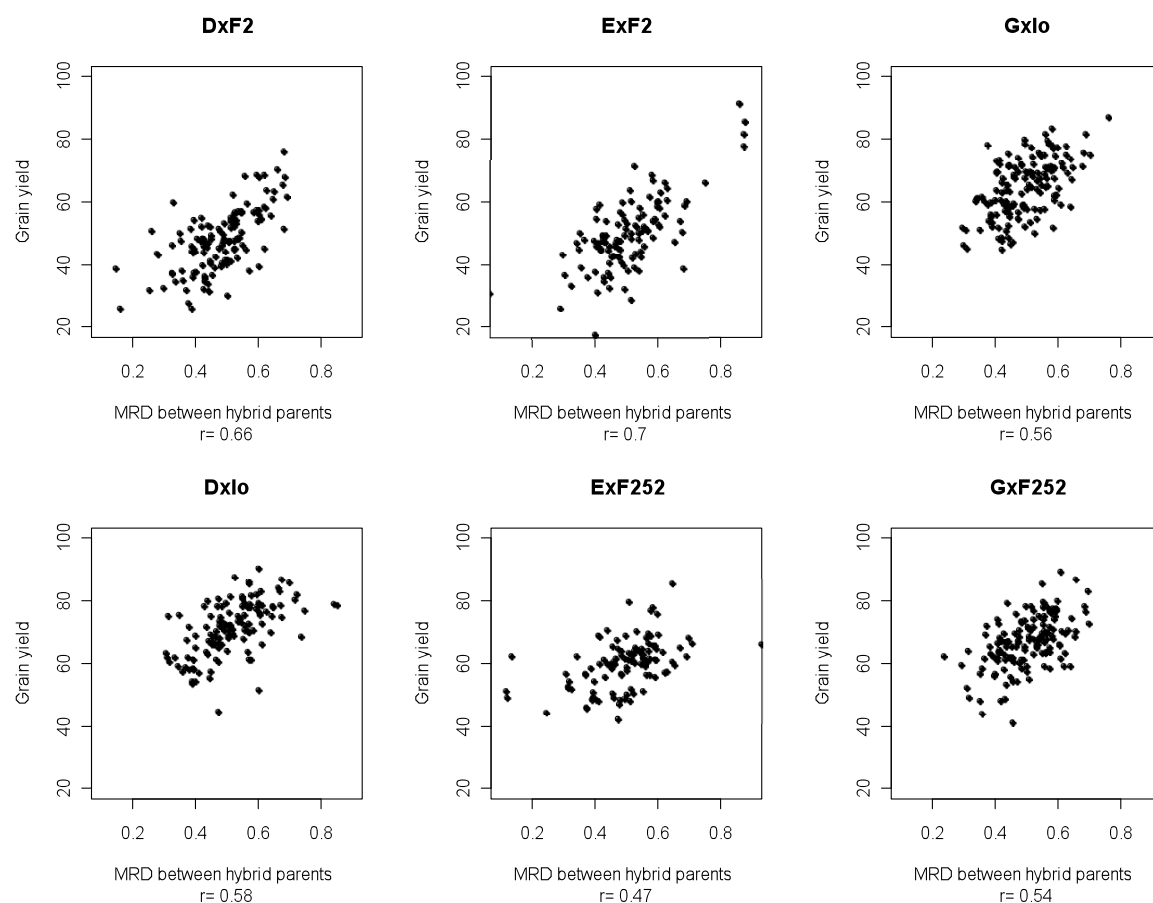 DxF2
ExF2
GxIo
Grain yield
100
80
60
40
20
0.2 0.4 0.6 0.8
MRD between hybrid parents
r= 0.66
Grain yield
100
80
60
40
20
0.2 0.4 0.6 0.8
MRD between hybrid parents
r= 0.7
Grain yield
100
80
60
40
20
0.2 0.4 0.6 0.8
MRD between hybrid parents
r= 0.56
DxIo
ExF252
GxF252
Grain yield
100
80
60
40
20
0.2 0.4 0.6 0.8
MRD between hybrid parents
r= 0.58
Grain yield
100
80
60
40
20
0.2 0.4 0.6 0.8
MRD between hybrid parents
r= 0.47
Grain yield
100
80
60
40
20
0.2 0.4 0.6 0.8
MRD between hybrid parents
r= 0.54